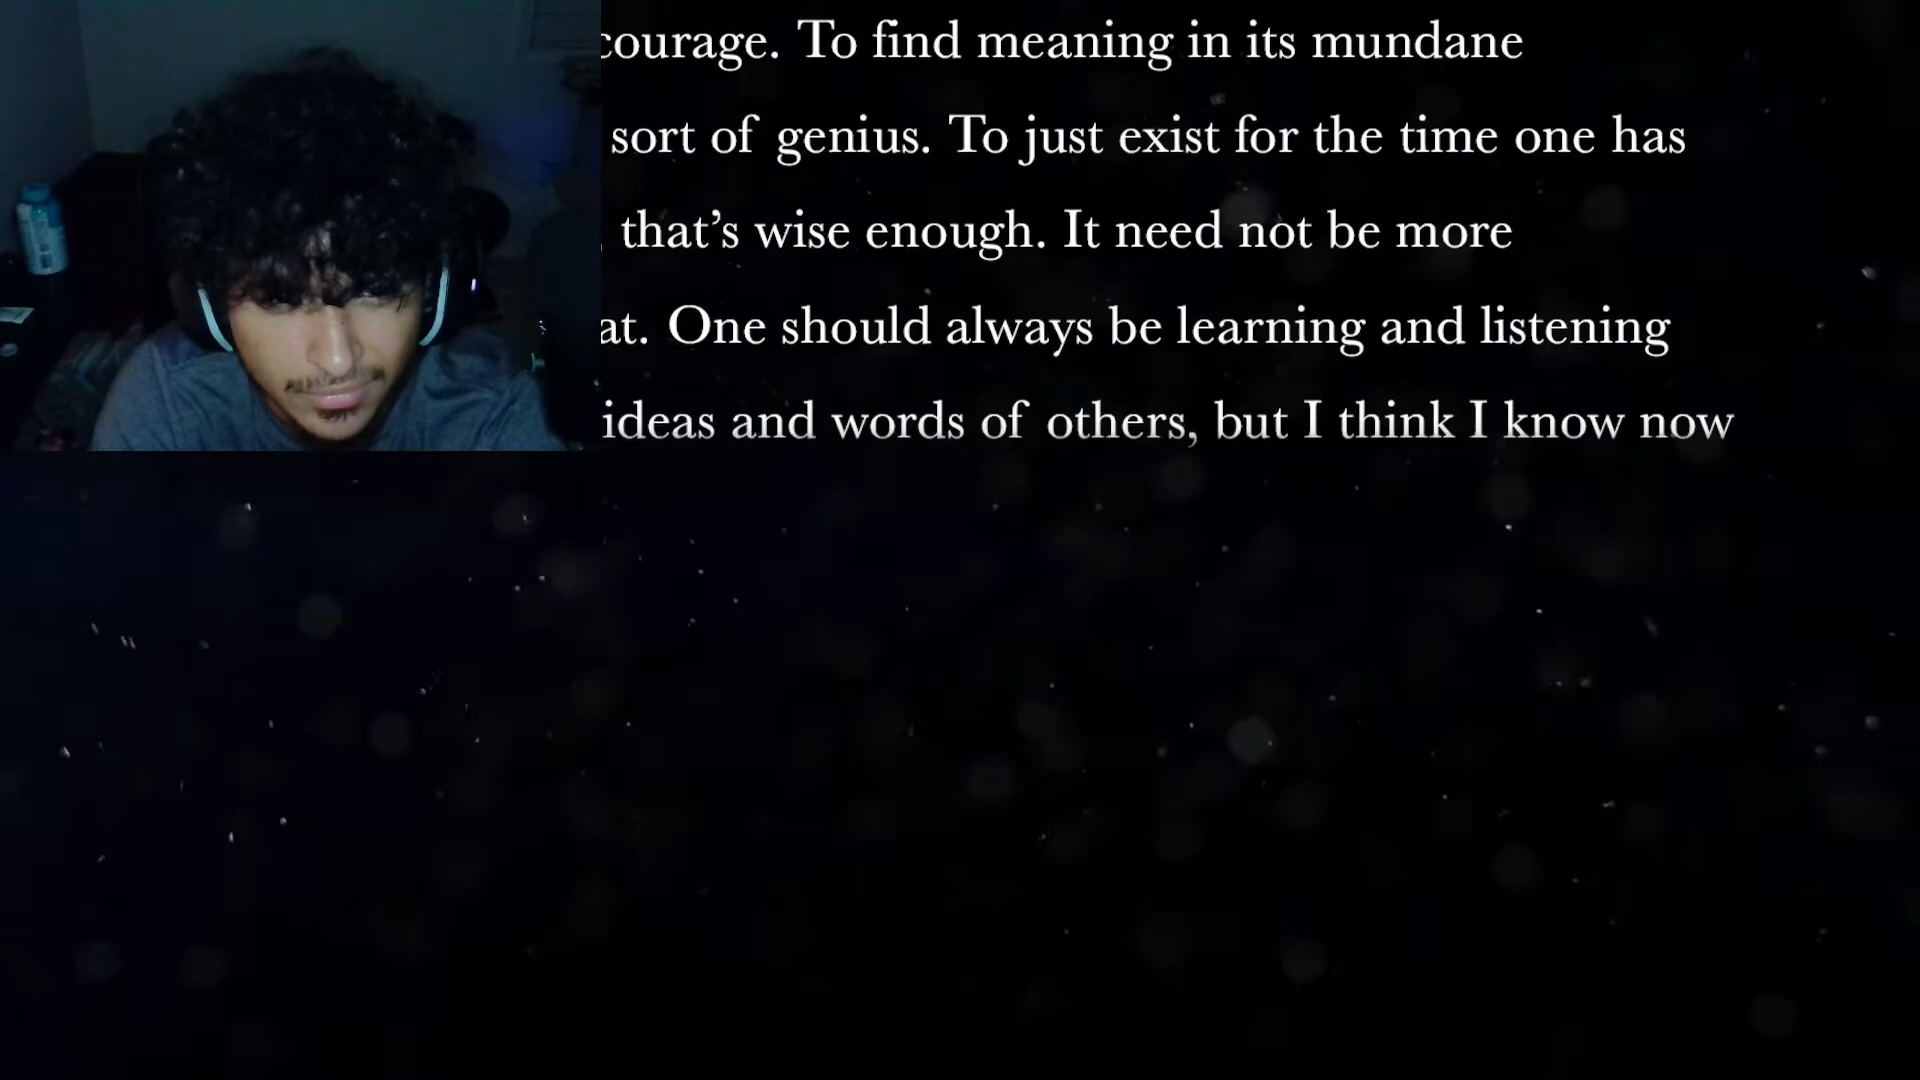 courage. To find meaning in its mundane
sort of genius. To just exist for the time one has
that's wise enough. It need not be more
One should always be learning and listening
ideas and words of others, but I think I know now